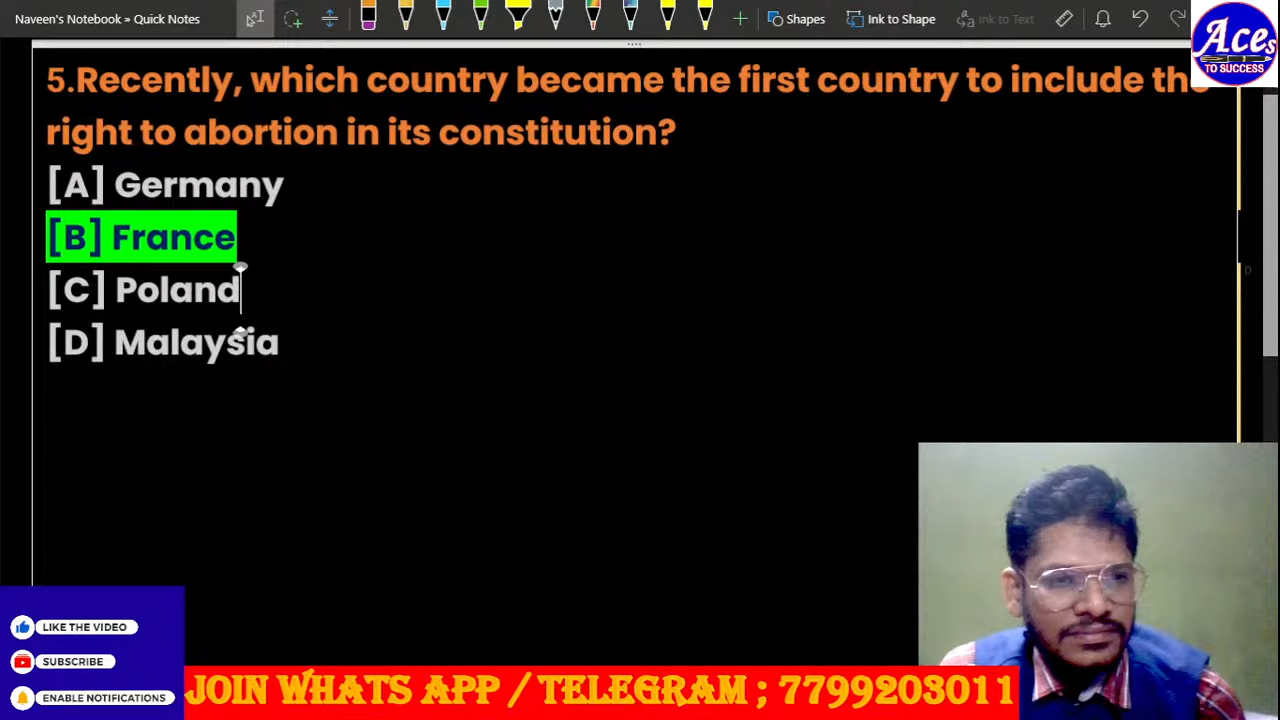 Naveen's Notebook » Quick Notes
Shapes
Ink to Shape
Ink to Text
Aces
TO SUCCESS
5.Recently, which country became the first country to include the
right to abortion in its constitution?
[A] Germany
[B] France
[C] Poland
[D] Malaysia
D
LIKE THE VIDEO
SUBSCRIBE
ENABLE NOTIFICATIONS
JOIN WHATS APP / TELEGRAM ; 7799203011